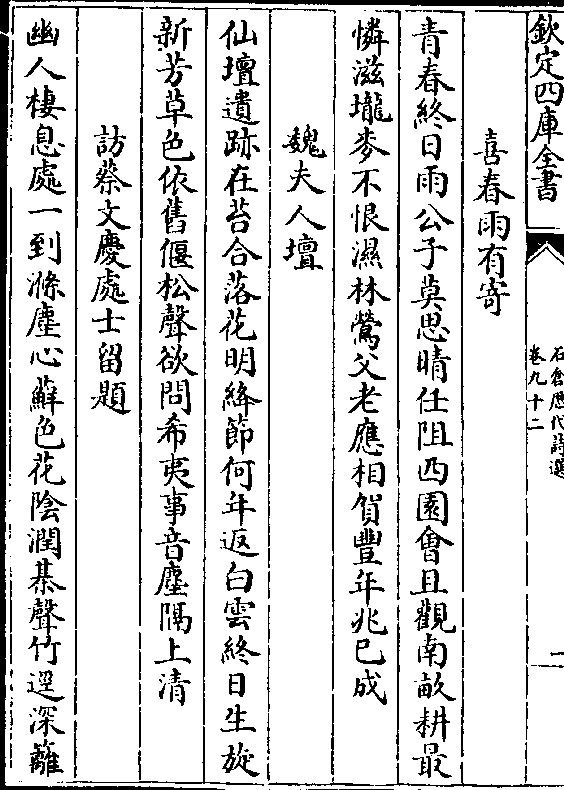 欽定四庫全書
石倉歷代詩選
卷九十二
二
喜春雨有寄
青春終日雨公子莫思晴任阻西園會且觀南畝耕最
憐滋壠麥不恨濕林鶯父老應相賀豐年兆已成
魏夫人壇
仙壇遺跡在苔合落花明絳節何年返白雲終日生旋
新芳草色依舊偃松聲欲問希夷事音塵隔上清
訪蔡文慶處士留題
幽人棲息處一到滌塵心蘚色花陰潤棊聲竹逕深籬